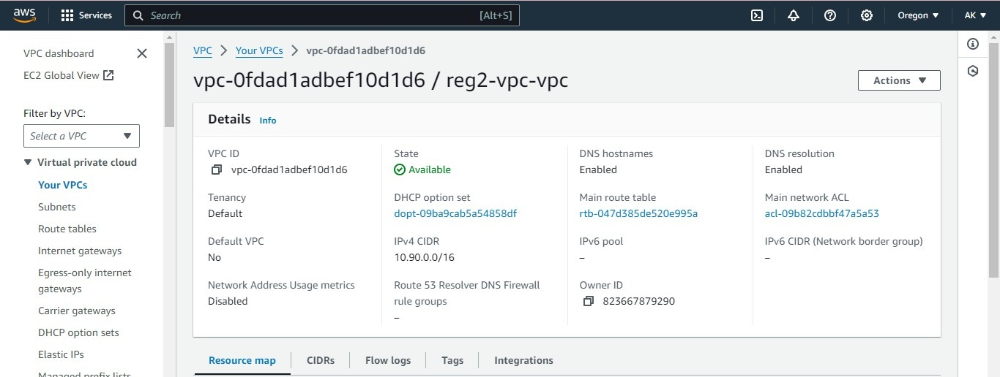 aws
Services
Search
[Alt+S]
Oregon
AK
VPC dashboard
EC2 Global View
Filter by VPC:
Select a VPC
Virtual private cloud
Your VPCs
Subnets
Route tables
Internet gateways
Egress-only internet
gateways
Carrier gateways
DHCP option sets
Elastic IPs
Managed prefix lists
VPC
Your VPCs
vpc-0fdad1adbef10d1d6
vpc-0fdad1adbef10d1d6 / reg2-vpc-vpc
Actions
Details Info
VPC ID
vpc-0fdad1adbef10d1d6
State
Available
DNS hostnames
Enabled
DNS resolution
Enabled
Tenancy
Default
DHCP option set
dopt-09ba9cab5a54858df
Main route table
rtb-047d385de520e995a
Main network ACL
acl-09b82cdbbf47a5a53
Default VPC
No
IPv4 CIDR
10.90.0.0/16
IPv6 pool
–
IPv6 CIDR (Network border group)
–
Network Address Usage metrics
Disabled
Route 53 Resolver DNS Firewall
rule groups
–
Owner ID
823667879290
Resource map
CIDRs
Flow logs
Tags
Integrations